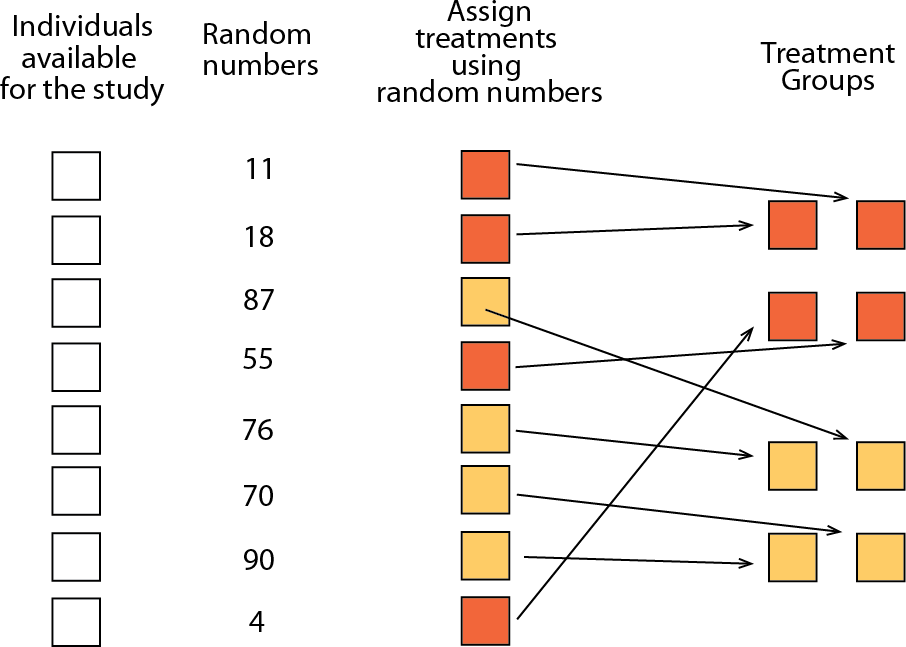 Individuals
available
for the study
Random
numbers
Assign
treatments
using
random numbers
Treatment
Groups
11
18
87
55
76
70
90
4